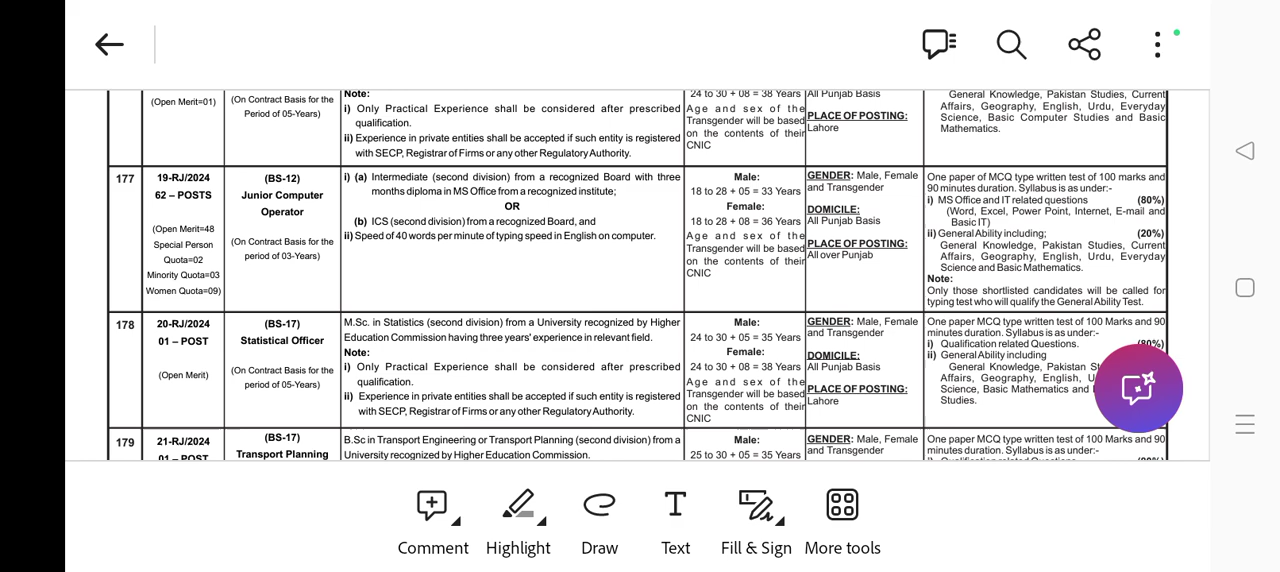 (Open Merit=01)
(On Contract Basis for the
Period of 05-Years)
Note:
i) Only Practical Experience shall be considered after prescribed
qualification.
ii) Experience in private entities shall be accepted if such entity is registered
with SECP, Registrar of Firms or any other Regulatory Authority.
24 to 30 + 08 = 38 Years
Age and sex of the
Transgender will be based
on the contents of their
CNIC
All Punjab Basis
PLACE OF POSTING:
Lahore
General Knowledge, Pakistan Studies, Current
Affairs, Geography, English, Urdu, Everyday
Science, Basic Computer Studies and Basic
Mathematics.
177
19-RJ/2024
62 – POSTS
(Open Merit=48
Special Person
Quota=02
Minority Quota=03
Women Quota=09)
(BS-12)
Junior Computer
Operator
(On Contract Basis for the
period of 03-Years)
i) (a) Intermediate (second division) from a recognized Board with three
months diploma in MS Office from a recognized institute;
OR
(b) ICS (second division) from a recognized Board, and
ii) Speed of 40 words per minute of typing speed in English on computer.
Male:
18 to 28 + 05 = 33 Years
Female:
18 to 28 + 08 = 36 Years
Age and sex of the
Transgender will be based
on the contents of their
CNIC
GENDER: Male, Female
and Transgender
DOMICILE:
All Punjab Basis
PLACE OF POSTING:
All over Punjab
One paper of MCQ type written test of 100 marks and
90 minutes duration. Syllabus is as under:-
i) MS Office and IT related questions (80%)
(Word, Excel, Power Point, Internet, E-mail and
Basic IT)
ii) General Ability including; (20%)
General Knowledge, Pakistan Studies, Current
Affairs, Geography, English, Urdu, Everyday
Science and Basic Mathematics.
Note:
Only those shortlisted candidates will be called for
typing test who will qualify the General Ability Test.
178
20-RJ/2024
01 – POST
(Open Merit)
(BS-17)
Statistical Officer
(On Contract Basis for the
period of 05-Years)
M.Sc. in Statistics (second division) from a University recognized by Higher
Education Commission having three years' experience in relevant field.
Note:
i) Only Practical Experience shall be considered after prescribed
qualification.
ii) Experience in private entities shall be accepted if such entity is registered
with SECP, Registrar of Firms or any other Regulatory Authority.
Male:
24 to 30 + 05 = 35 Years
Female:
24 to 30 + 08 = 38 Years
Age and sex of the
Transgender will be based
on the contents of their
CNIC
GENDER: Male, Female
and Transgender
DOMICILE:
All Punjab Basis
PLACE OF POSTING:
Lahore
One paper MCQ type written test of 100 Marks and 90
minutes duration. Syllabus is as under:-
i) Qualification related Questions. (80%)
ii) General Ability including
General Knowledge, Pakistan
Affairs, Geography, English,
Science, Basic Mathematics and
Studies.
179
21-RJ/2024
01 – POST
(BS-17)
Transport Planning
B.Sc in Transport Engineering or Transport Planning (second division) from a
University recognized by Higher Education Commission.
Male:
25 to 30 + 05 = 35 Years
GENDER: Male, Female
and Transgender
One paper MCQ type written test of 100 Marks and 90
minutes duration. Syllabus is as under:-
Comment
Highlight
Draw
Text
Fill & Sign
More tools